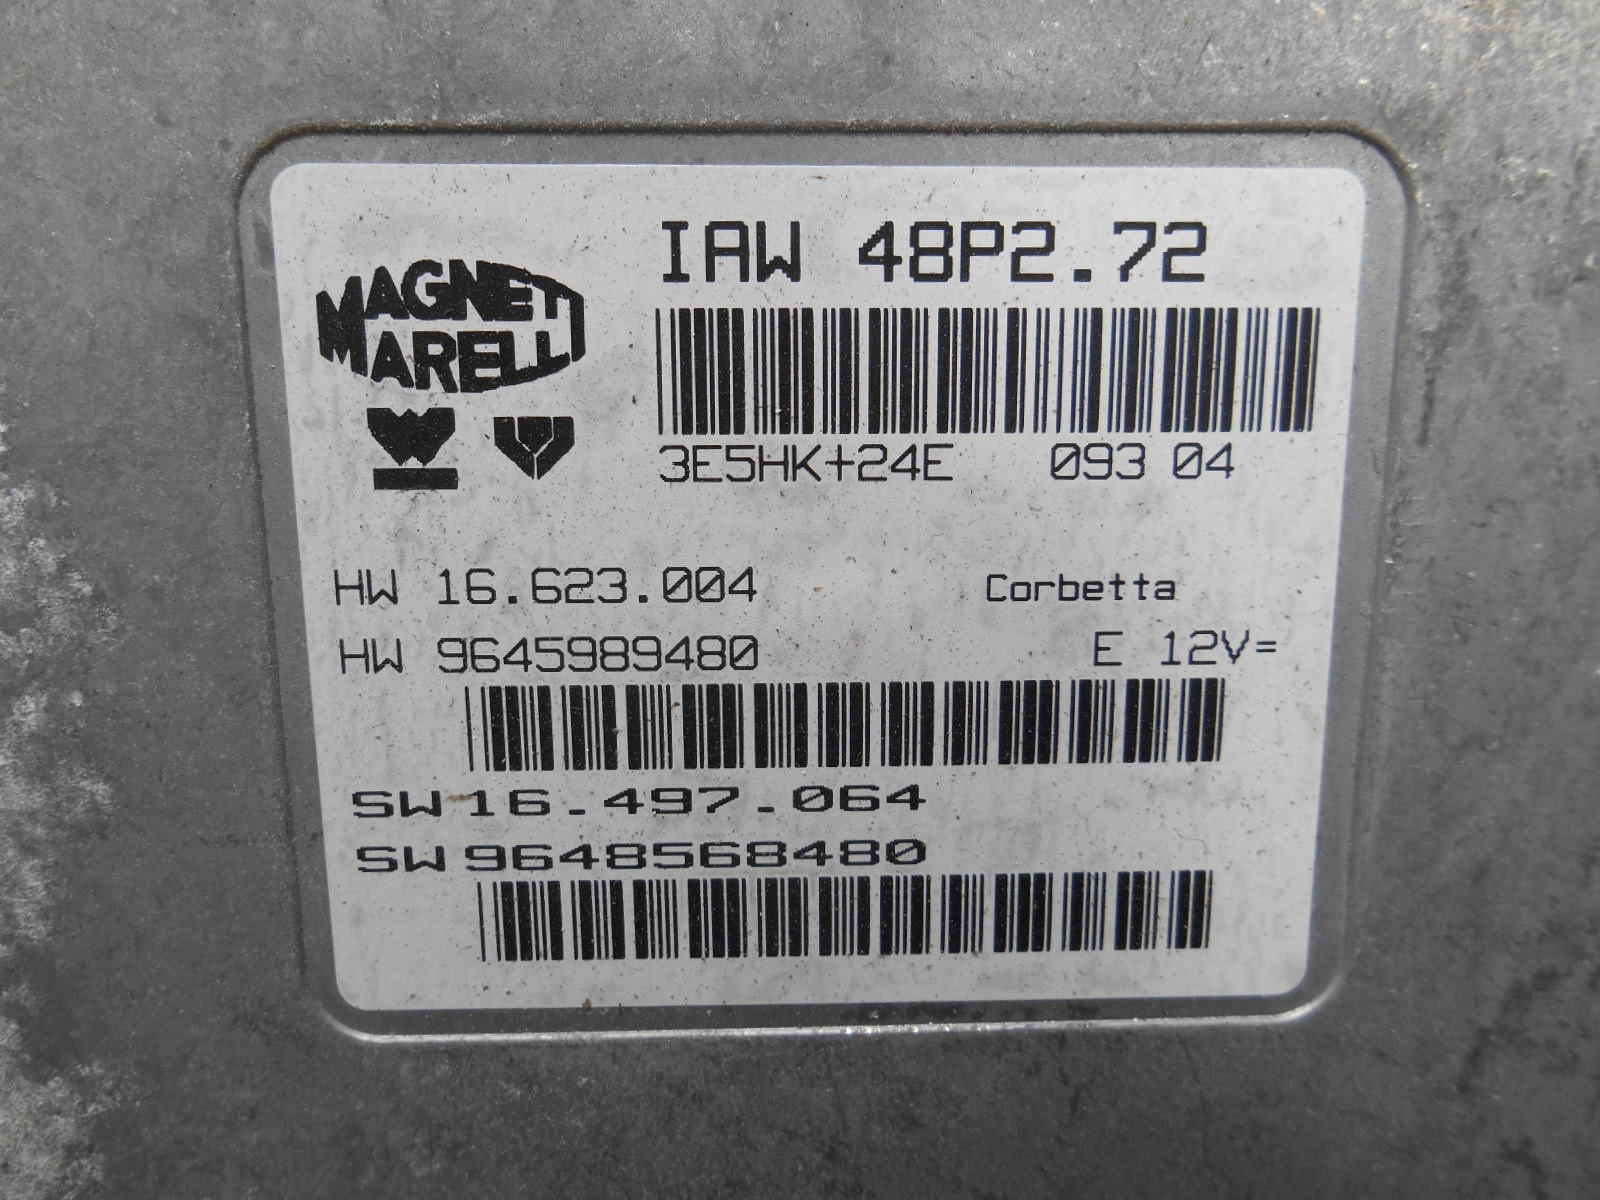 MAGNETI
MARELLI
IAW 48P2.72
3E5HK+24E 093 04
HW 16.623.004 Corbetta
HW 9645989480 E 12V=
SW 16.497.064
SW 9648568480